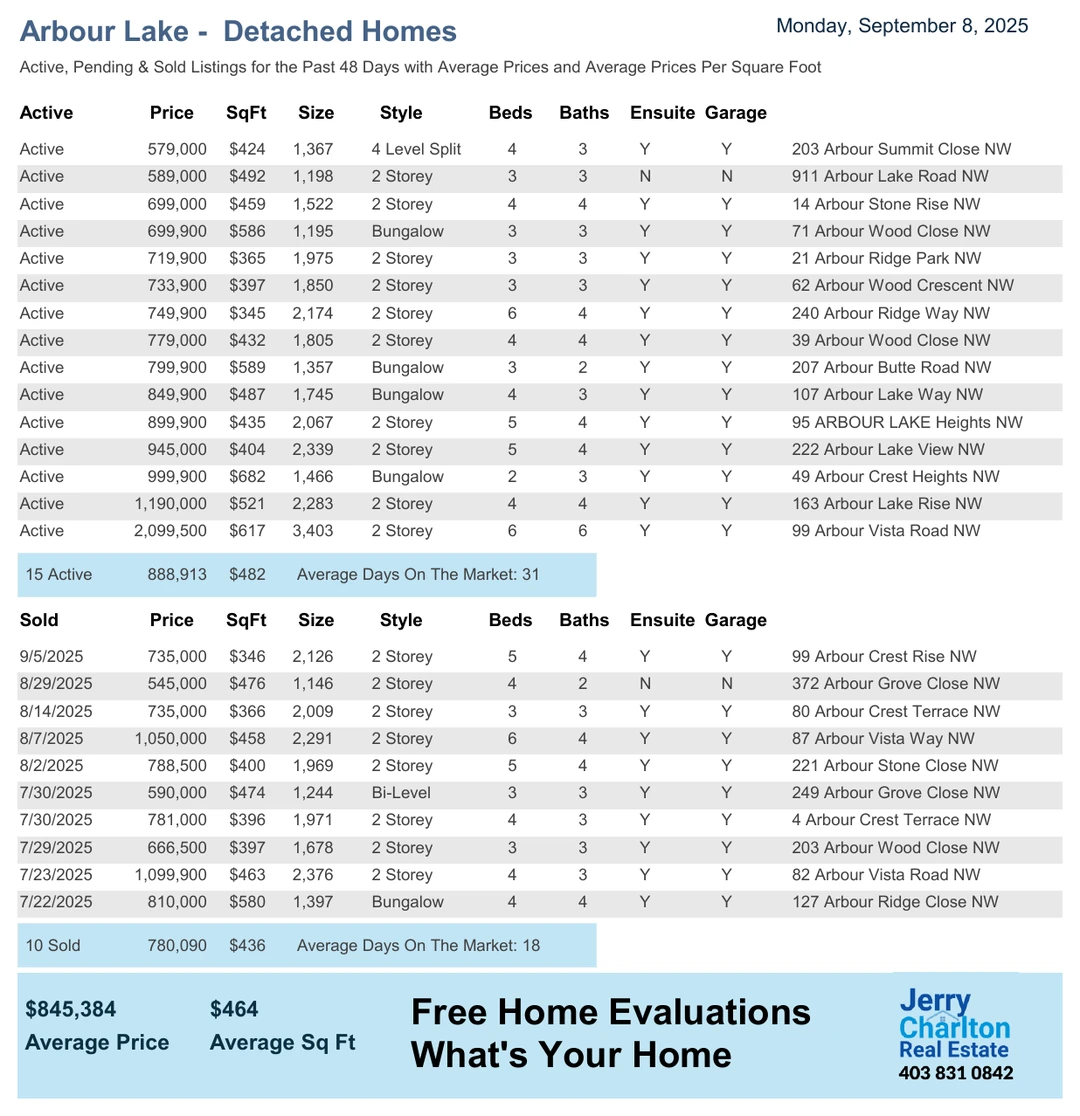 Arbour Lake - Detached Homes Monday, September 8, 2025
Active, Pending & Sold Listings for the Past 48 Days with Average Prices and Average Prices Per Square Foot
Active Price SqFt Size Style Beds Baths Ensuite Garage
Active 579,000 $424 1,367 4 Level Split 4 3 Y Y 203 Arbour Summit Close NW
Active 589,000 $492 1,198 2 Storey 3 3 N N 911 Arbour Lake Road NW
Active 699,000 $459 1,522 2 Storey 4 4 Y Y 14 Arbour Stone Rise NW
Active 699,900 $586 1,195 Bungalow 3 3 Y Y 71 Arbour Wood Close NW
Active 719,900 $365 1,975 2 Storey 3 3 Y Y 21 Arbour Ridge Park NW
Active 733,900 $397 1,850 2 Storey 3 3 Y Y 62 Arbour Wood Crescent NW
Active 749,900 $345 2,174 2 Storey 6 4 Y Y 240 Arbour Ridge Way NW
Active 779,000 $432 1,805 2 Storey 4 4 Y Y 39 Arbour Wood Close NW
Active 799,900 $589 1,357 Bungalow 3 2 Y Y 207 Arbour Butte Road NW
Active 849,900 $487 1,745 Bungalow 4 3 Y Y 107 Arbour Lake Way NW
Active 899,900 $435 2,067 2 Storey 5 4 Y Y 95 ARBOUR LAKE Heights NW
Active 945,000 $404 2,339 2 Storey 5 4 Y Y 222 Arbour Lake View NW
Active 999,900 $682 1,466 Bungalow 2 3 Y Y 49 Arbour Crest Heights NW
Active 1,190,000 $521 2,283 2 Storey 4 4 Y Y 163 Arbour Lake Rise NW
Active 2,099,500 $617 3,403 2 Storey 6 6 Y Y 99 Arbour Vista Road NW
15 Active 888,913 $482 Average Days On The Market: 31
Sold Price SqFt Size Style Beds Baths Ensuite Garage
9/5/2025 735,000 $346 2,126 2 Storey 5 4 Y Y 99 Arbour Crest Rise NW
8/29/2025 545,000 $476 1,146 2 Storey 4 2 N N 372 Arbour Grove Close NW
8/14/2025 735,000 $366 2,009 2 Storey 3 3 Y Y 80 Arbour Crest Terrace NW
8/7/2025 1,050,000 $458 2,291 2 Storey 6 4 Y Y 87 Arbour Vista Way NW
8/2/2025 788,500 $400 1,969 2 Storey 5 4 Y Y 221 Arbour Stone Close NW
7/30/2025 590,000 $474 1,244 Bi-Level 3 3 Y Y 249 Arbour Grove Close NW
7/30/2025 781,000 $396 1,971 2 Storey 4 3 Y Y 4 Arbour Crest Terrace NW
7/29/2025 666,500 $397 1,678 2 Storey 3 3 Y Y 203 Arbour Wood Close NW
7/23/2025 1,099,900 $463 2,376 2 Storey 4 3 Y Y 82 Arbour Vista Road NW
7/22/2025 810,000 $580 1,397 Bungalow 4 4 Y Y 127 Arbour Ridge Close NW
10 Sold 780,090 $436 Average Days On The Market: 18
$845,384 $464
Average Price Average Sq Ft
Free Home Evaluations
What's Your Home
Jerry
Charlton
Real Estate
403 831 0842